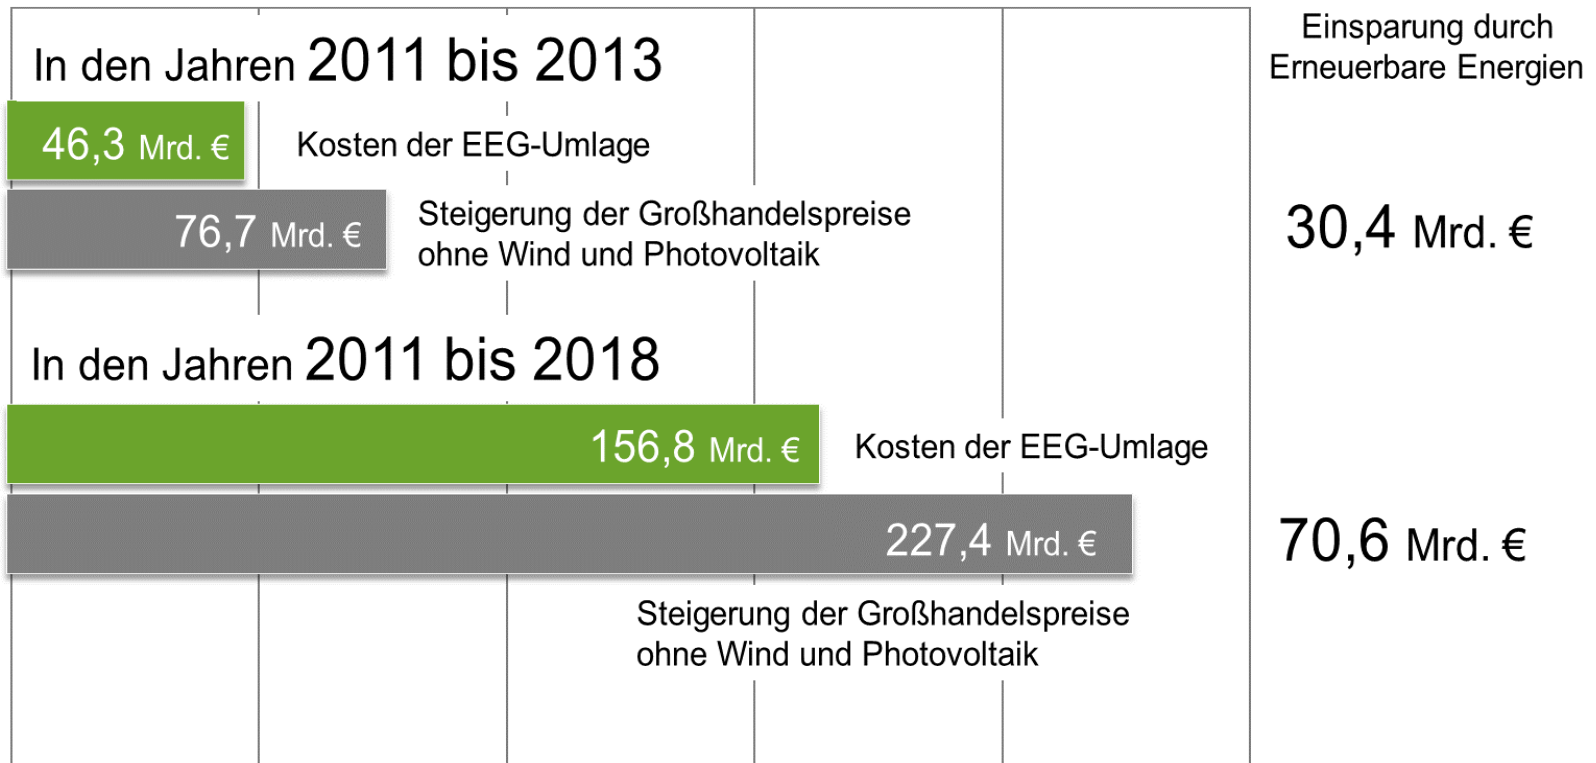 Einsparung durch
Erneuerbare Energien
In den Jahren 2011 bis 2013
46,3 Mrd. €
Kosten der EEG-Umlage
76,7 Mrd. €
Steigerung der Großhandelspreise
ohne Wind und Photovoltaik
30,4 Mrd. €
In den Jahren 2011 bis 2018
156,8 Mrd. €
Kosten der EEG-Umlage
227,4 Mrd. €
70,6 Mrd. €
Steigerung der Großhandelspreise
ohne Wind und Photovoltaik